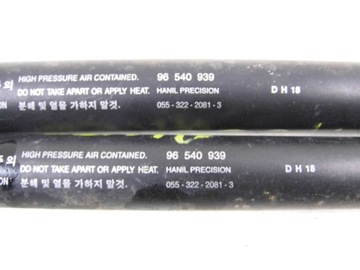 HIGH PRESSURE AIR CONTAINED. 96 540 939
DO NOT TAKE APART OR APPLY HEAT. HANIL PRECISION D H 18
분해 및 열을 가하지 말것. 055 - 322 - 2081 - 3
의 HIGH PRESSURE AIR CONTAINED. 96 540 939
DO NOT TAKE APART OR APPLY HEAT. HANIL PRECISION D H 18
ON 분해 및 열을 가하지 말것. 055 - 322 - 2081 - 3